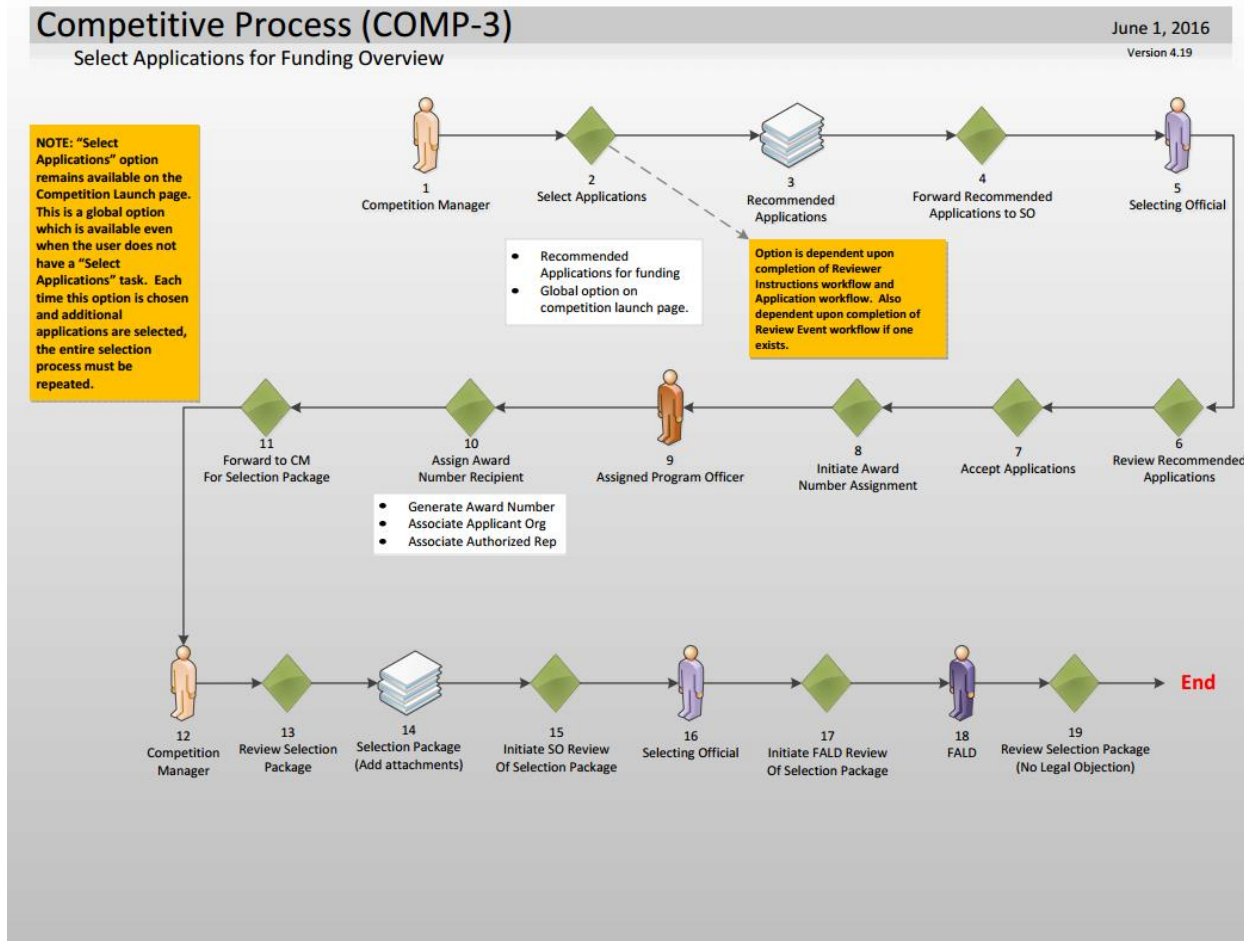 Competitive Process (COMP-3)
Select Applications for Funding Overview
June 1, 2016
Version 4.19
NOTE: “Select
Applications” option
remains available on the
Competition Launch page.
This is a global option
which is available even
when the user does not
have a “Select
Applications” task.  Each
time this option is chosen
and additional
applications are selected,
the entire selection
process must be
repeated.
1
Competition Manager
2
Select Applications
3
Recommended
Applications
4
Forward Recommended
Applications to SO
5
Selecting Official
• Recommended
Applications for funding
• Global option on
competition launch page.
Option is dependent upon
completion of Reviewer
Instructions workflow and
Application workflow.  Also
dependent upon completion of
Review Event workflow if one
exists.
11
Forward to CM
For Selection Package
10
Assign Award
Number Recipient
• Generate Award Number
• Associate Applicant Org
• Associate Authorized Rep
9
Assigned Program Officer
8
Initiate Award
Number Assignment
7
Accept Applications
6
Review Recommended
Applications
12
Competition
Manager
13
Review Selection
Package
14
Selection Package
(Add attachments)
15
Initiate SO Review
Of Selection Package
16
Selecting Official
17
Initiate FALD Review
Of Selection Package
18
FALD
19
Review Selection Package
(No Legal Objection)
End